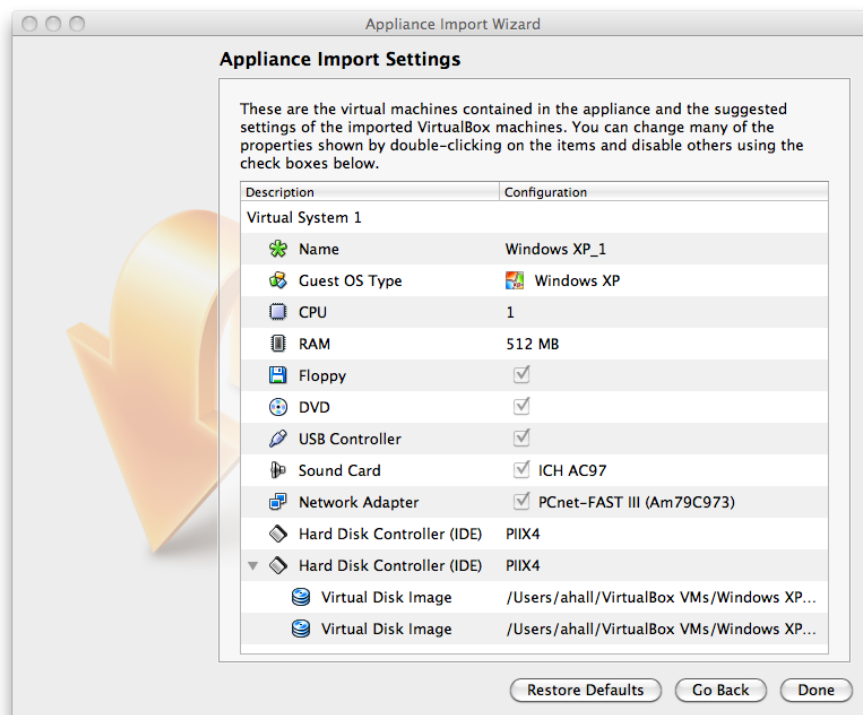 Appliance Import Wizard
Appliance Import Settings
These are the virtual machines contained in the appliance and the suggested
settings of the imported VirtualBox machines. You can change many of the
properties shown by double-clicking on the items and disable others using the
check boxes below.
Description Configuration
Virtual System 1
Name Windows XP_1
Guest OS Type Windows XP
CPU 1
RAM 512 MB
Floppy
DVD
USB Controller
Sound Card ICH AC97
Network Adapter PCnet-FAST III (Am79C973)
Hard Disk Controller (IDE) PIIX4
Hard Disk Controller (IDE) PIIX4
Virtual Disk Image /Users/ahall/VirtualBox VMs/Windows XP...
Virtual Disk Image /Users/ahall/VirtualBox VMs/Windows XP...
Restore Defaults Go Back Done